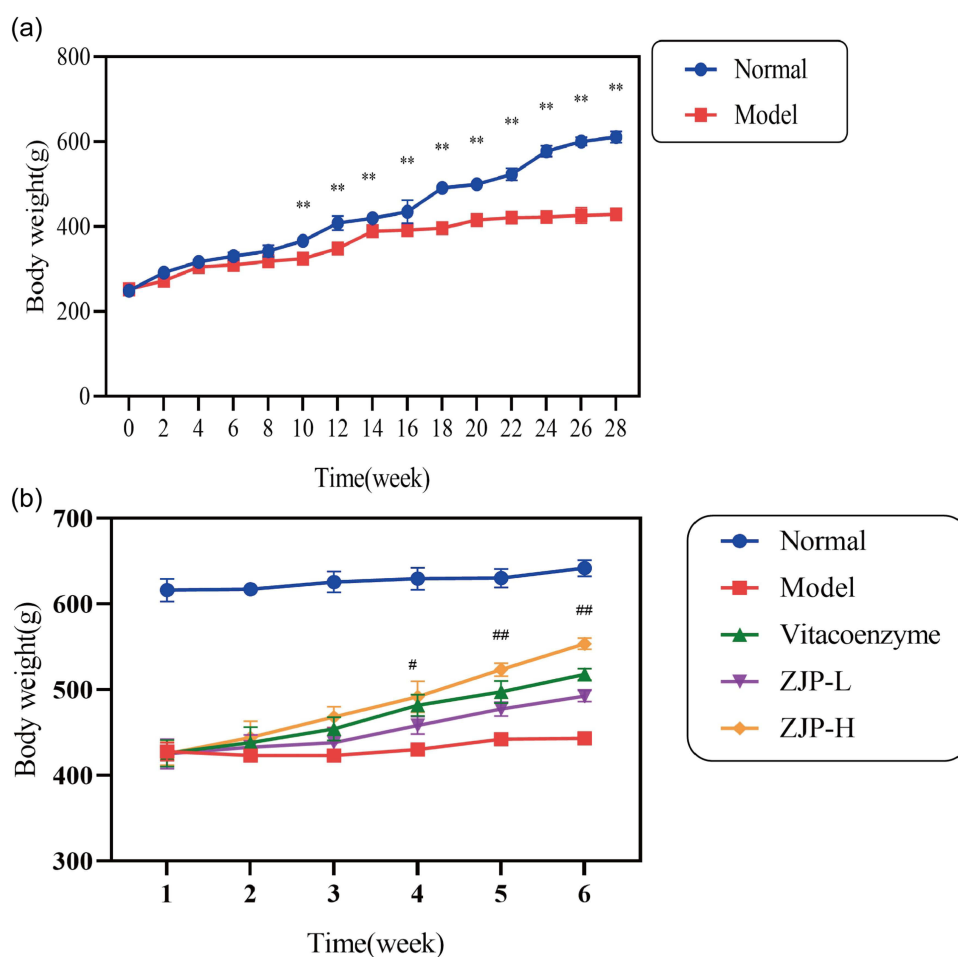 (a)
800
600
400
200
0
Body weight(g)
** ** ** ** ** ** ** ** ** **
0 2 4 6 8 10 12 14 16 18 20 22 24 26 28
Time(week)
Normal
Model
(b)
700
600
500
400
300
Body weight(g)
# ## ##
1 2 3 4 5 6
Time(week)
Normal
Model
Vitacoenzyme
ZJP-L
ZJP-H